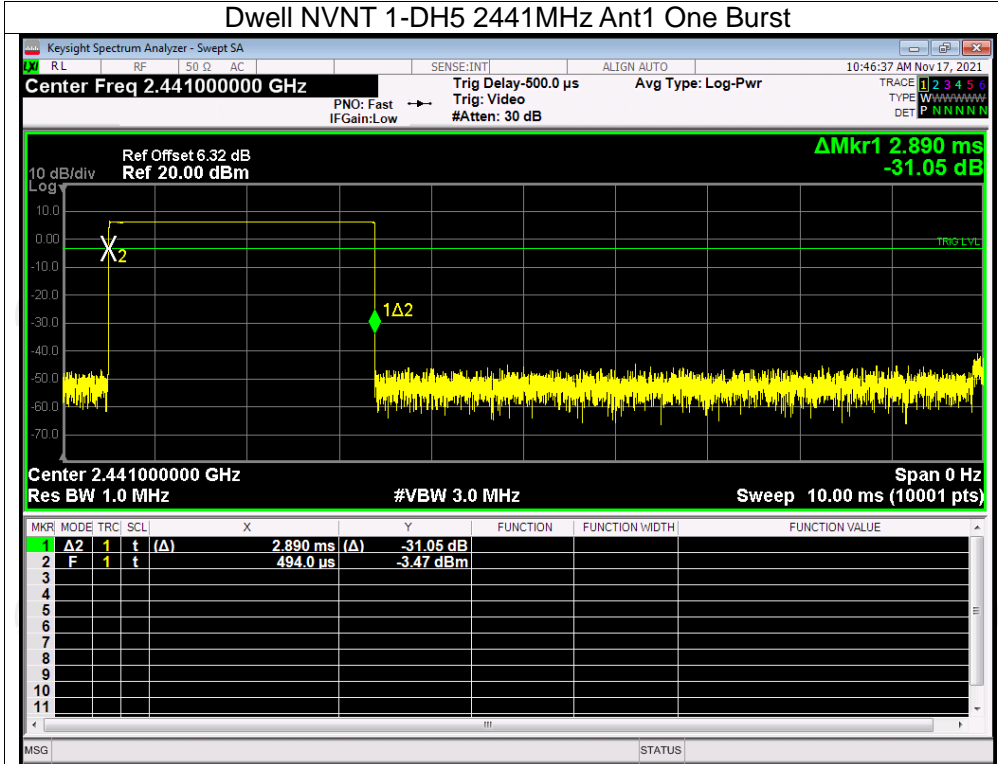 Dwell NVNT 1-DH5 2441MHz Ant1 One Burst
Keysight Spectrum Analyzer - Swept SA
LXI RL RF 50 Ω AC SENSE:INT ALIGN AUTO 10:46:37 AM Nov 17, 2021
Center Freq 2.441000000 GHz
PNO: Fast
IFGain:Low
Trig Delay-500.0 µs
Trig: Video
#Atten: 30 dB
Avg Type: Log-Pwr
TRACE 1 2 3 4 5 6
TYPE WWWWWW
DET P N N N N N
ΔMkr1 2.890 ms
-31.05 dB
Ref Offset 6.32 dB
10 dB/div Ref 20.00 dBm
Log
10.0
0.00
TRIG LVL
X2
-10.0
-20.0
1Δ2
-30.0
-40.0
-50.0
-60.0
-70.0
Center 2.441000000 GHz Span 0 Hz
Res BW 1.0 MHz #VBW 3.0 MHz Sweep 10.00 ms (10001 pts)
MKR MODE TRC SCL X Y FUNCTION FUNCTION WIDTH FUNCTION VALUE
1 Δ2 1 t (Δ) 2.890 ms (Δ) -31.05 dB
2 F 1 t 494.0 µs -3.47 dBm
3
4
5
6
7
8
9
10
11
MSG STATUS